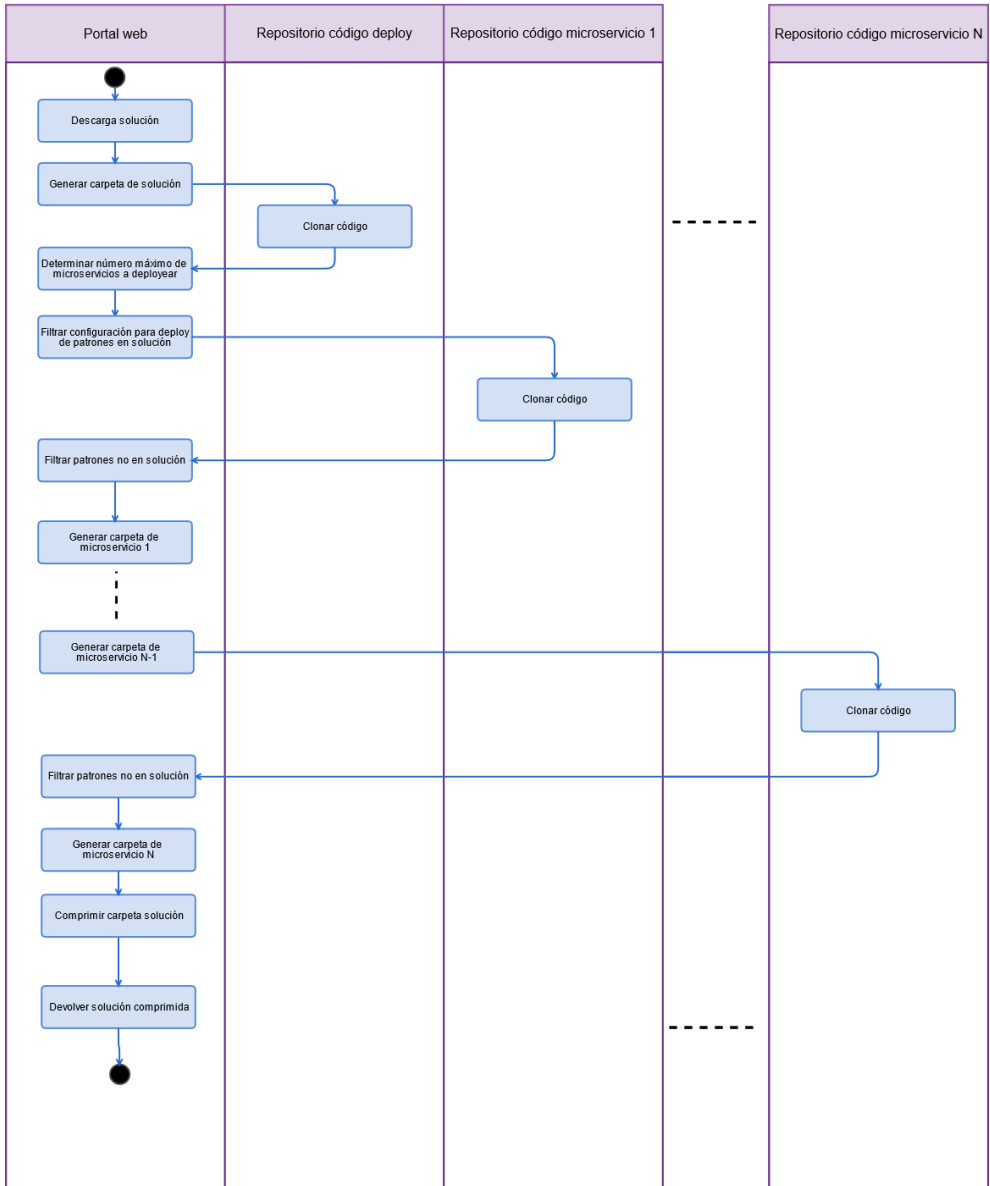 Portal web
Repositorio código deploy
Repositorio código microservicio 1
Repositorio código microservicio N
Descarga solución
Generar carpeta de solución
Clonar código
Determinar número máximo de
microservicios a deployear
Filtrar configuración para deploy
de patrones en solución
Clonar código
Filtrar patrones no en solución
Generar carpeta de
microservicio 1
Generar carpeta de
microservicio N-1
Clonar código
Filtrar patrones no en solución
Generar carpeta de
microservicio N
Comprimir carpeta solución
Devolver solución comprimida